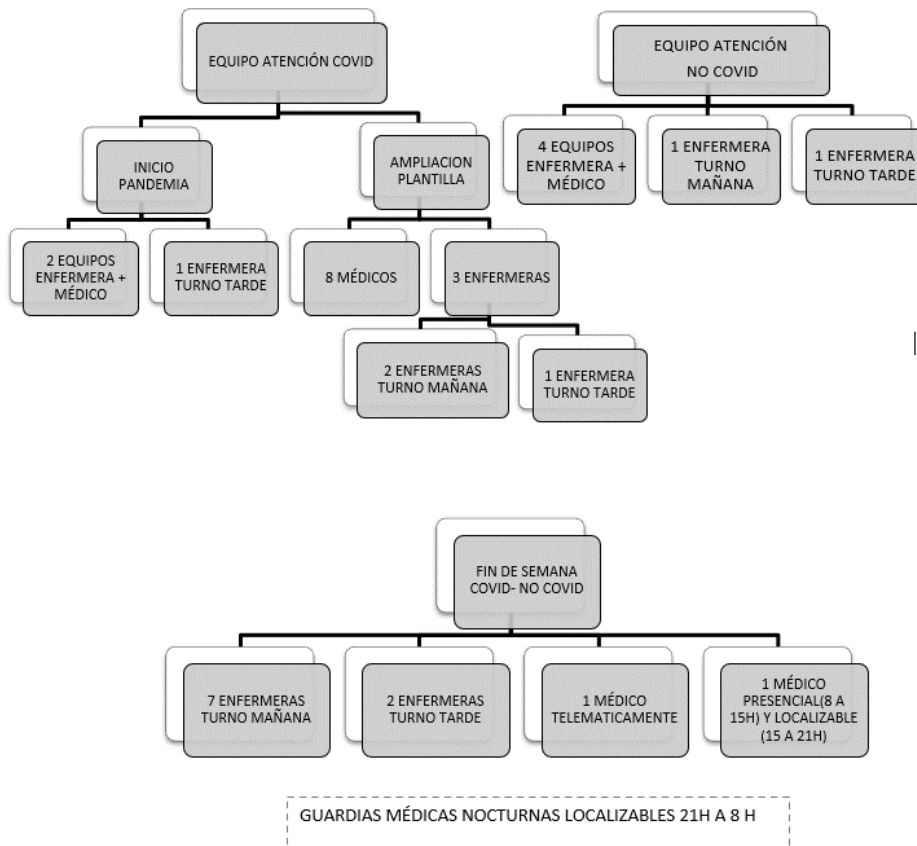 EQUIPO ATENCIÓN COVID
EQUIPO ATENCIÓN
NO COVID
INICIO
PANDEMIA
AMPLIACION
PLANTILLA
4 EQUIPOS
ENFERMERA +
MÉDICO
1 ENFERMERA
TURNO
MAÑANA
1 ENFERMERA
TURNO TARDE
2 EQUIPOS
ENFERMERA +
MÉDICO
1 ENFERMERA
TURNO TARDE
8 MÉDICOS
3 ENFERMERAS
2 ENFERMERAS
TURNO MAÑANA
1 ENFERMERA
TURNO TARDE
FIN DE SEMANA
COVID- NO COVID
7 ENFERMERAS
TURNO MAÑANA
2 ENFERMERAS
TURNO TARDE
1 MÉDICO
TELEMATICAMENTE
1 MÉDICO
PRESENCIAL(8 A
15H) Y LOCALIZABLE
(15 A 21H)
GUARDIAS MÉDICAS NOCTURNAS LOCALIZABLES 21H A 8 H